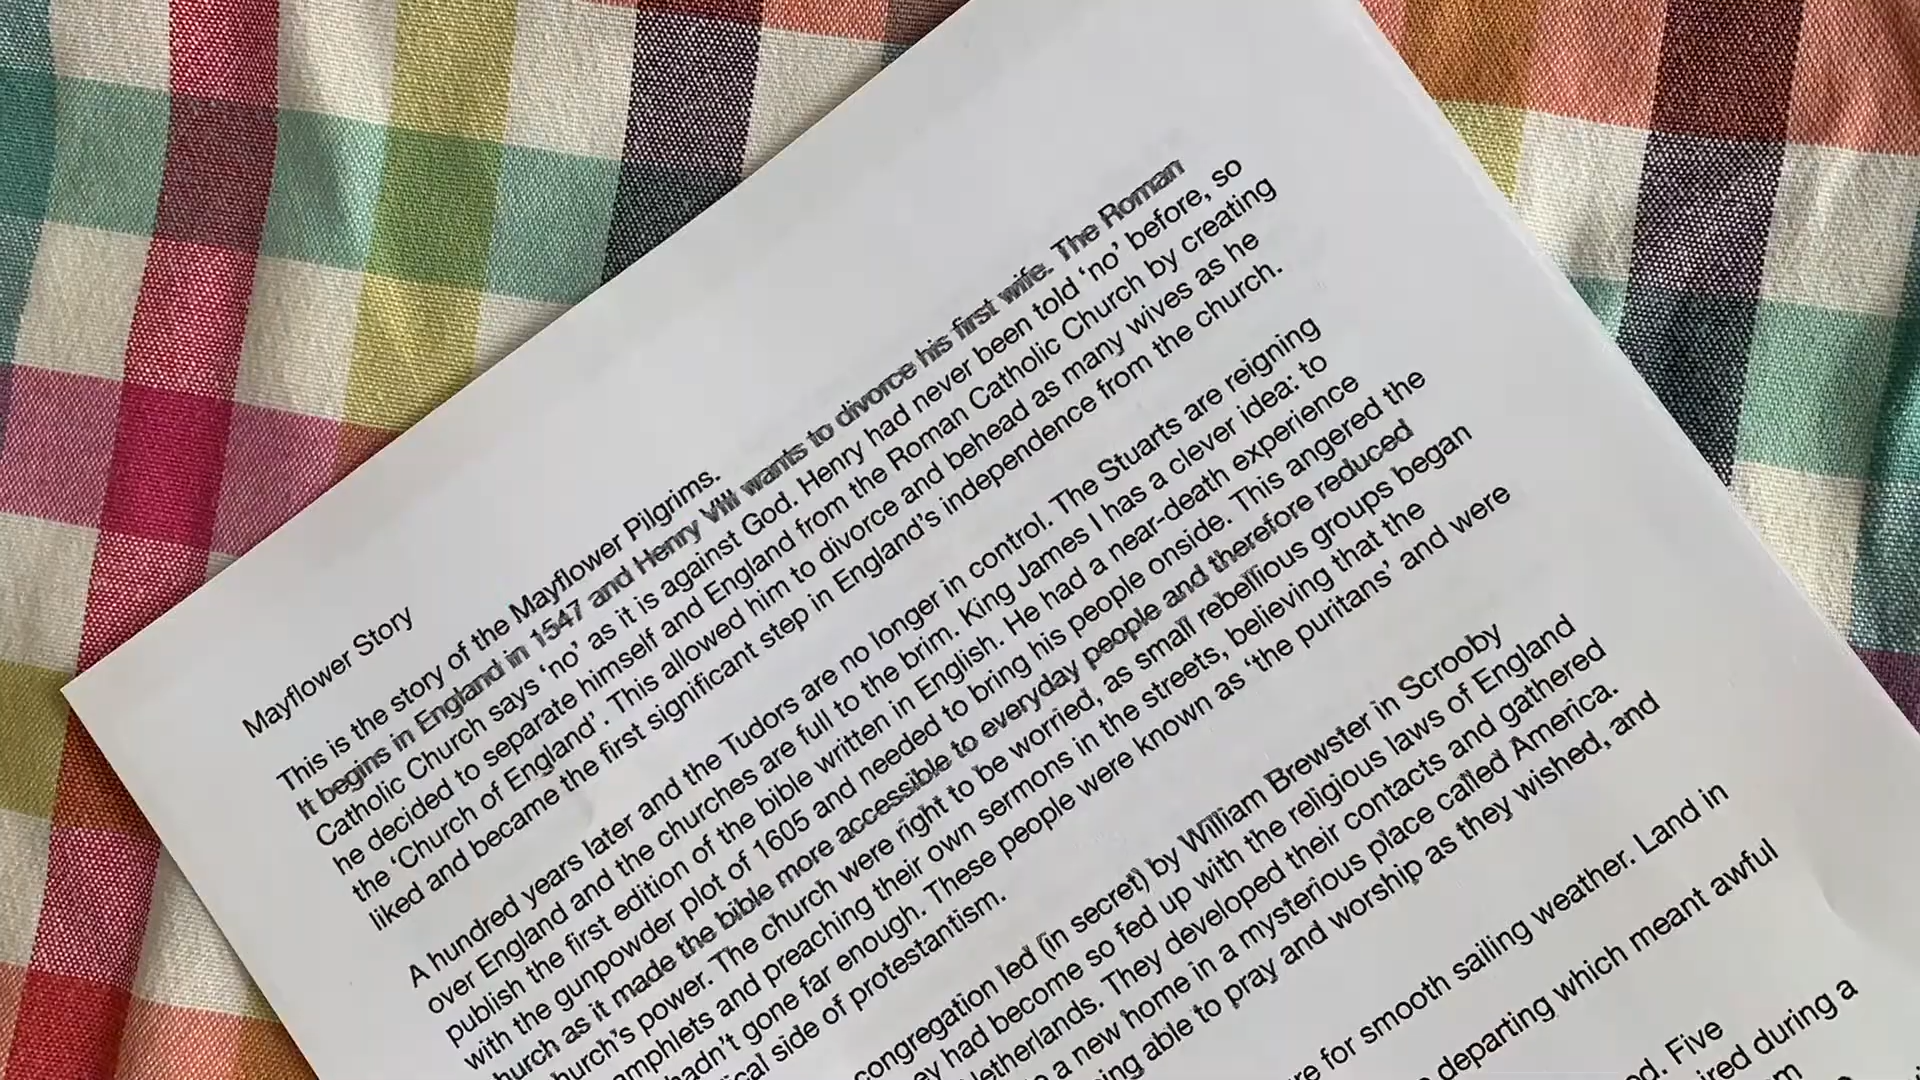 Mayflower Story
This is the story of the Mayflower Pilgrims.
It begins in England in 1547 and Henry VIII wants to divorce his first wife. The Roman
Catholic Church says ‘no’ as it is against God. Henry had never been told ‘no’ before, so
he decided to separate himself and England from the Roman Catholic Church by creating
the ‘Church of England’. This allowed him to divorce and behead as many wives as he
liked and became the first significant step in England’s independence from the church.
A hundred years later and the Tudors are no longer in control. The Stuarts are reigning
over England and the churches are full to the brim. King James I has a clever idea: to
publish the first edition of the bible written in English. He had a near-death experience
with the gunpowder plot of 1605 and needed to bring his people onside. This angered the
hurch as it made the bible more accessible to everyday people and therefore reduced
hurch’s power. The church were right to be worried, as small rebellious groups began
amphlets and preaching their own sermons in the streets, believing that the
hadn’t gone far enough. These people were known as ‘the puritans’ and were
ical side of protestantism.
congregation led (in secret) by William Brewster in Scrooby
ey had become so fed up with the religious laws of England
Netherlands. They developed their contacts and gathered
a new home in a mysterious place called America.
ing able to pray and worship as they wished, and
re for smooth sailing weather. Land in
departing which meant awful
od. Five
ired during a